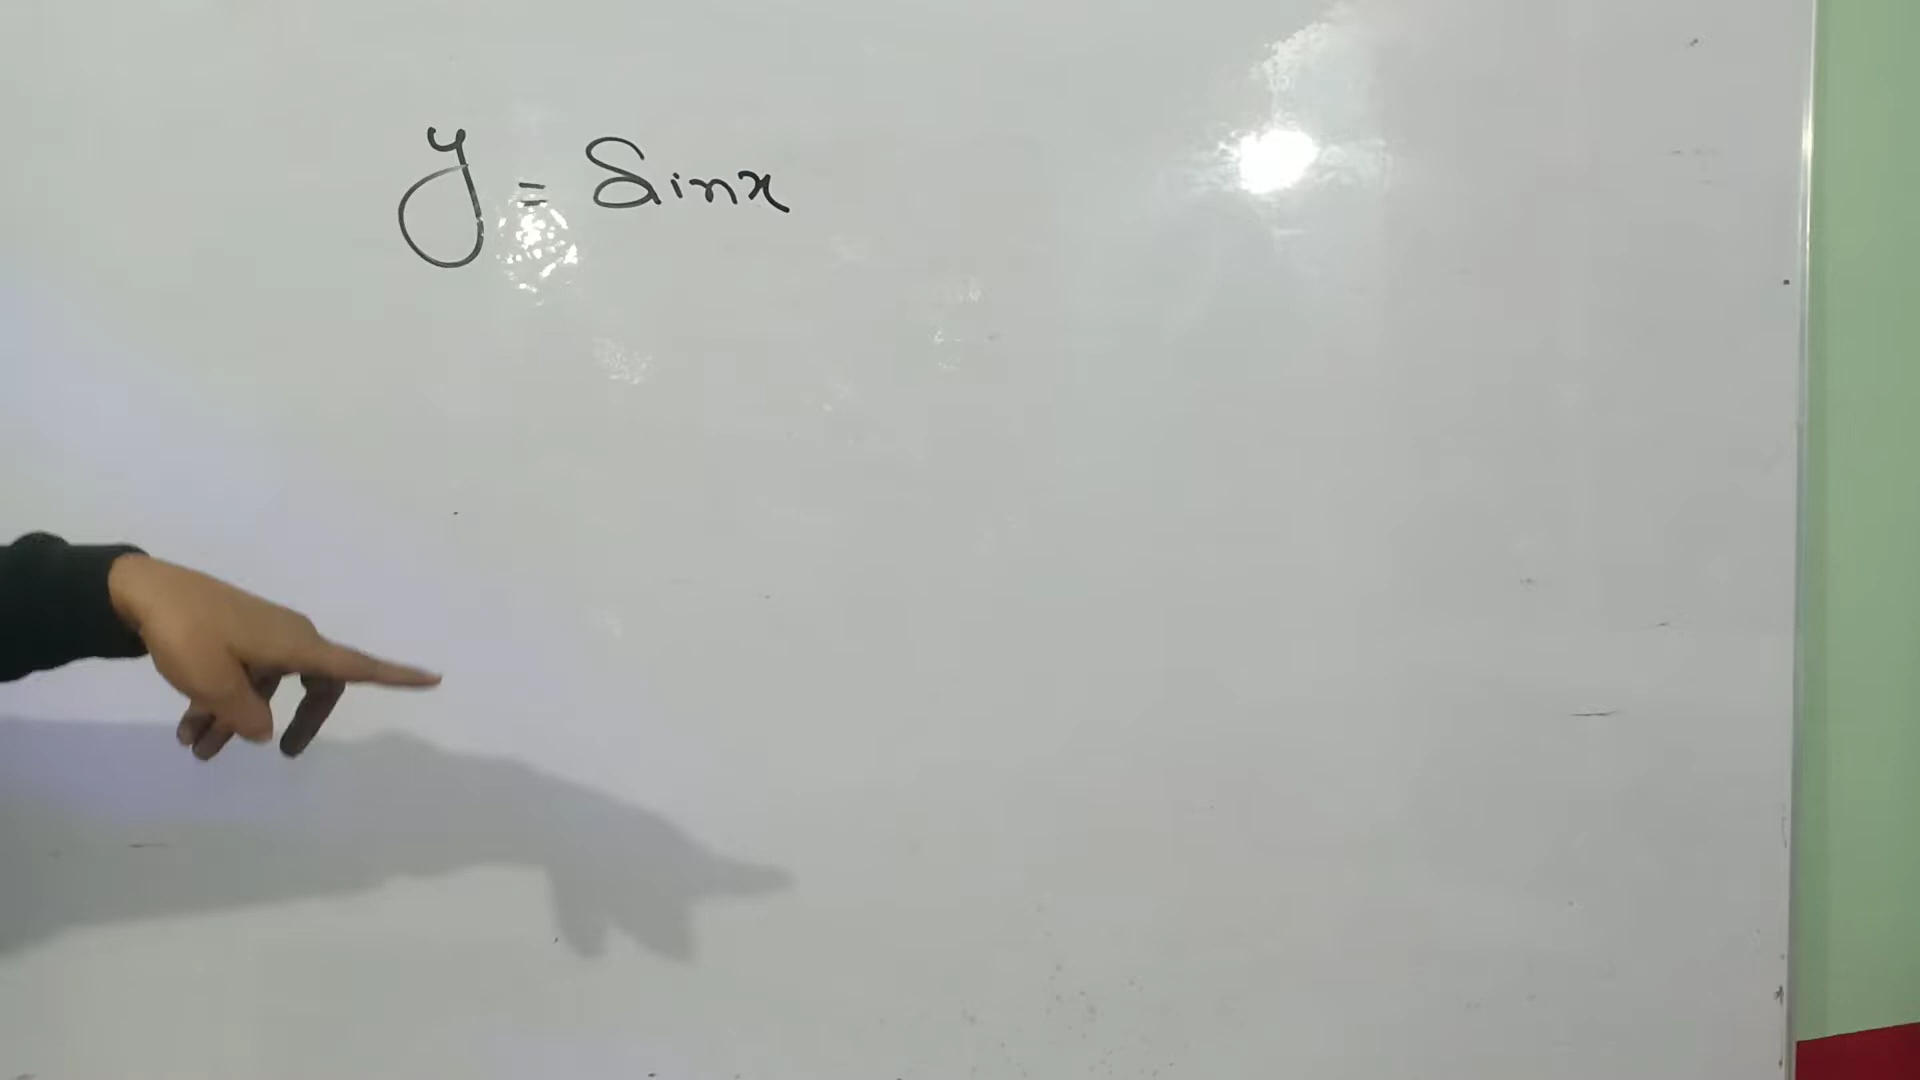 y = Sinx